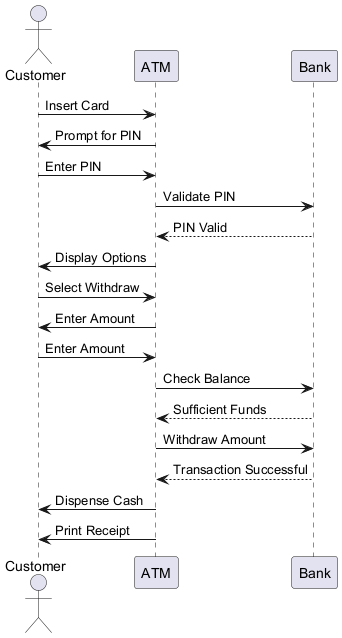 Customer
ATM
Bank
Insert Card
Prompt for PIN
Enter PIN
Validate PIN
PIN Valid
Display Options
Select Withdraw
Enter Amount
Enter Amount
Check Balance
Sufficient Funds
Withdraw Amount
Transaction Successful
Dispense Cash
Print Receipt
Customer
ATM
Bank